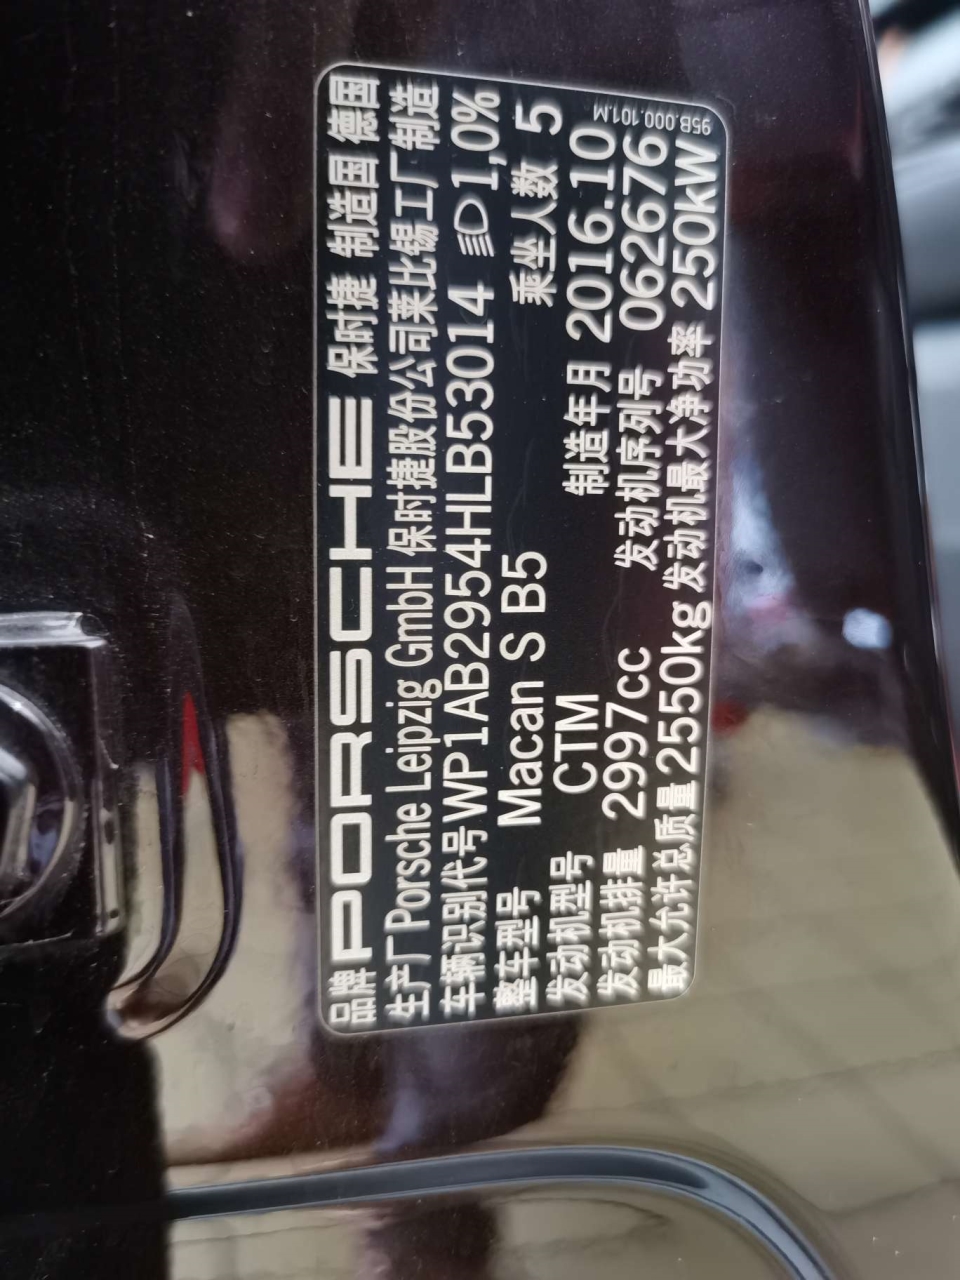 品牌 PORSCHE 保时捷 制造国 德国
生产厂 Porsche Leipzig GmbH 保时捷股份公司莱比锡工厂制造
车辆识别代号 WP1AB2954HLB53014 1,0%
整车型号 Macan S B5 乘坐人数 5
发动机型号 CTM 制造年月 2016.10
发动机排量 2997cc 发动机序列号 062676
最大允许总质量 2550kg 发动机最大净功率 250kW
95B.000.101.M